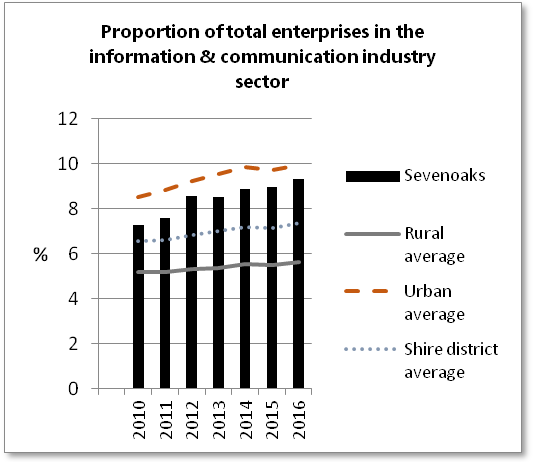 Proportion of total enterprises in the
information & communication industry
sector
12
10
8
6
4
2
0
%
2010
2011
2012
2013
2014
2015
2016
Sevenoaks
Rural
average
Urban
average
Shire district
average